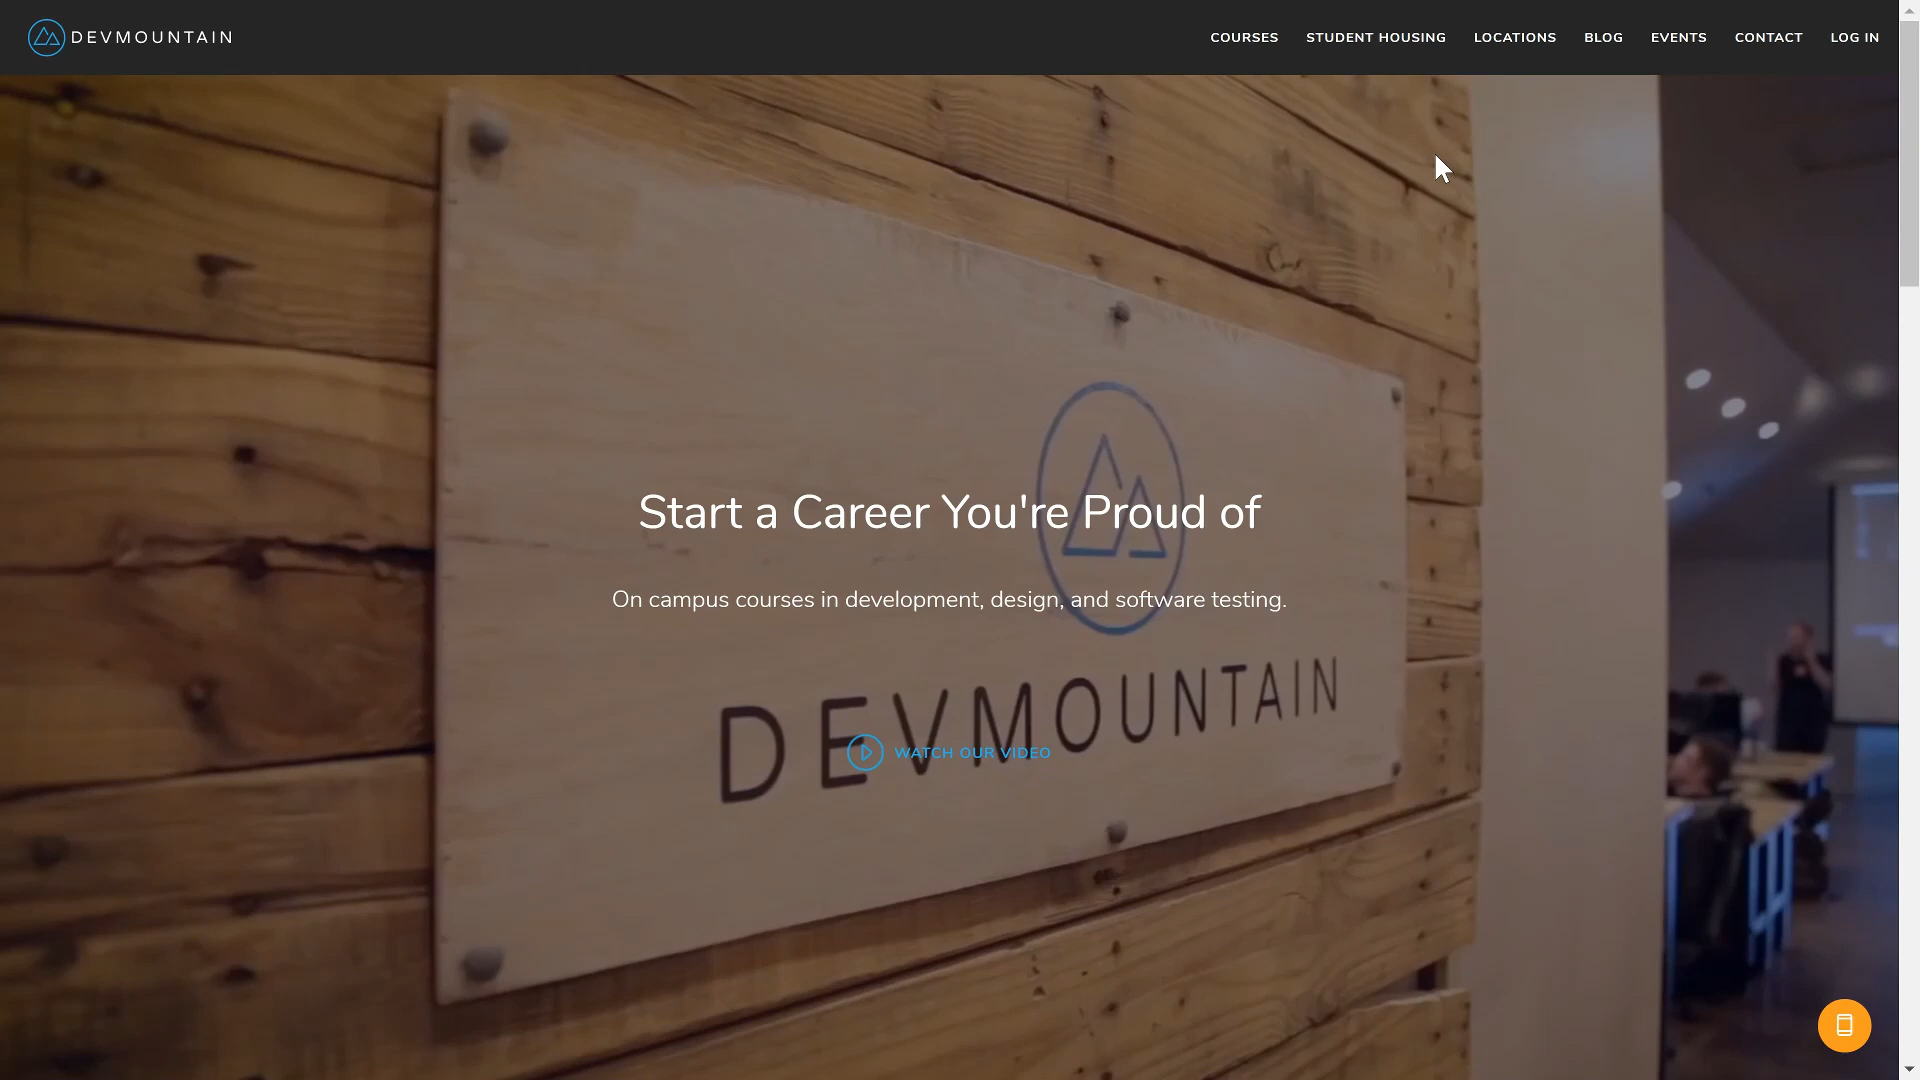 DEVMOUNTAIN
COURSES STUDENT HOUSING LOCATIONS BLOG EVENTS CONTACT LOG IN
Start a Career You're Proud of
On campus courses in development, design, and software testing.
DEVMOUNTAIN
WATCH OUR VIDEO